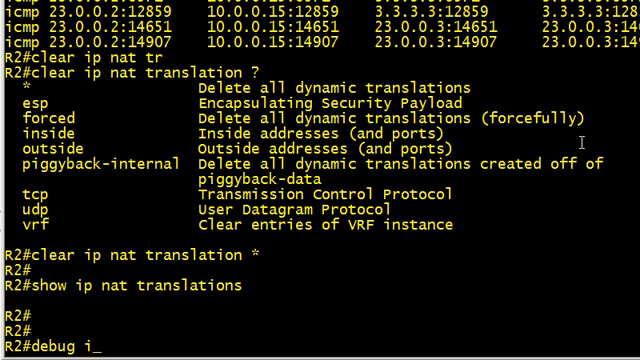 icmp 23.0.0.2:12859 10.0.0.15:12859 3.3.3.3:12859 3.3.3.3:128
icmp 23.0.0.2:14651 10.0.0.15:14651 23.0.0.3:14651 23.0.0.3:14
icmp 23.0.0.2:14907 10.0.0.15:14907 23.0.0.3:14907 23.0.0.3:14
R2#clear ip nat tr
R2#clear ip nat translation ?
* Delete all dynamic translations
esp Encapsulating Security Payload
forced Delete all dynamic translations (forcefully)
inside Inside addresses (and ports)
outside Outside addresses (and ports)
piggyback-internal Delete all dynamic translations created off of
piggyback-data
tcp Transmission Control Protocol
udp User Datagram Protocol
vrf Clear entries of VRF instance
R2#clear ip nat translation *
R2#
R2#show ip nat translations
R2#
R2#
R2#debug i_